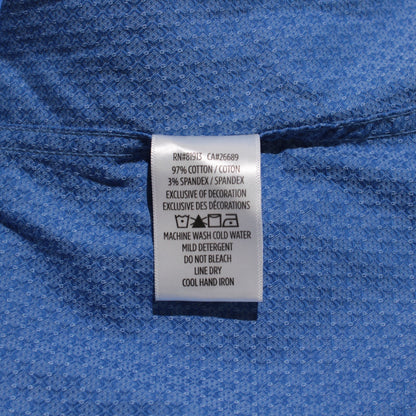 RN#81913 CA#26689
97% COTTON / COTON
3% SPANDEX / SPANDEX
EXCLUSIVE OF DECORATION
EXCLUSIVE DES DÉCORATIONS
MACHINE WASH COLD WATER
MILD DETERGENT
DO NOT BLEACH
LINE DRY
COOL HAND IRON